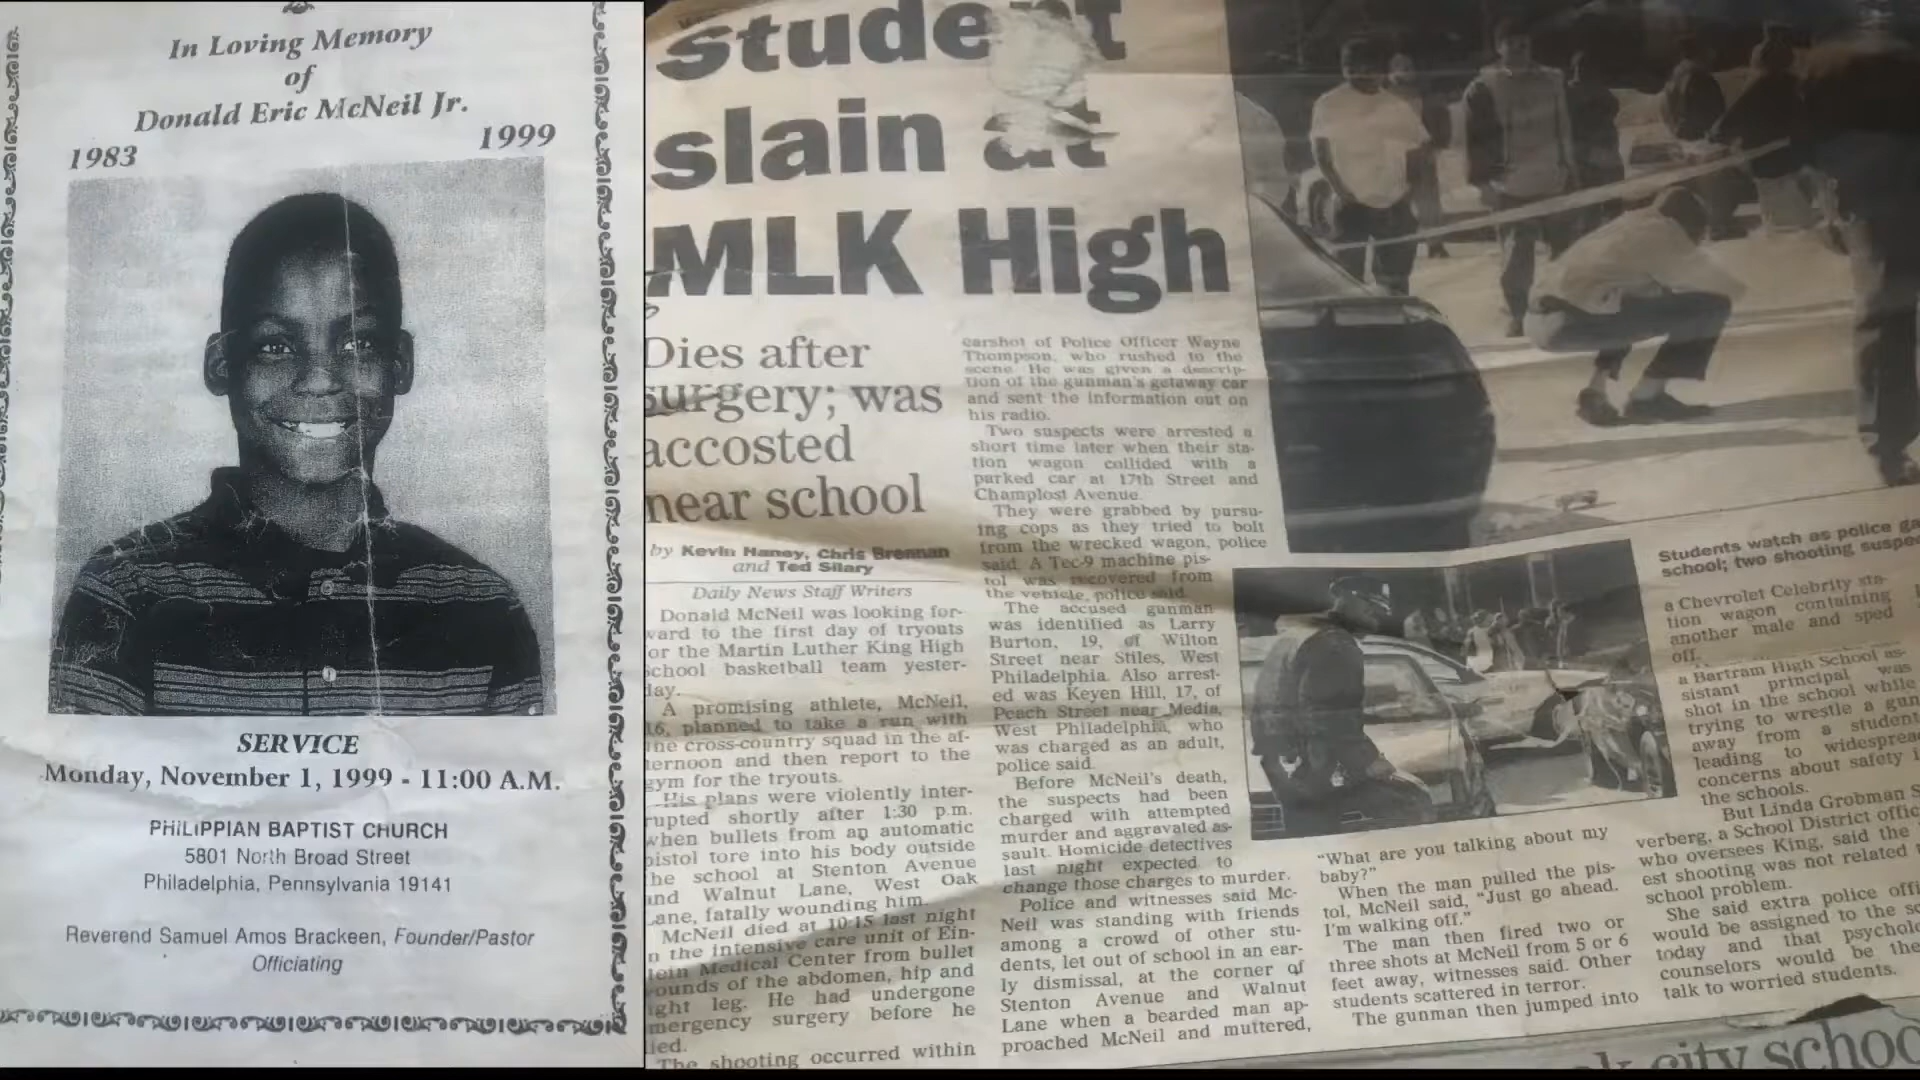 In Loving Memory
of
Donald Eric McNeil Jr.
1983
1999
SERVICE
Monday, November 1, 1999 - 11:00 A.M.
PHILIPPIAN BAPTIST CHURCH
5801 North Broad Street
Philadelphia, Pennsylvania 19141
Reverend Samuel Amos Brackeen, Founder/Pastor
Officiating
Student
slain at
MLK High
Dies after
surgery; was
accosted
near school
by Kevin Haney, Chris Brennan
and Ted Silary
Daily News Staff Writers
Donald McNeil was looking for-
ward to the first day of tryouts
or the Martin Luther King High
School basketball team yester-
day.
A promising athlete, McNeil,
16, planned to take a run with
the cross-country squad in the af-
ternoon and then report to the
gym for the tryouts.
His plans were violently inter-
rupted shortly after 1:30 p.m.
when bullets from an automatic
pistol tore into his body outside
the school at Stenton Avenue
and Walnut Lane, West Oak
Lane, fatally wounding him.
McNeil died at 10:15 last night
n the intensive care unit of Ein-
tein Medical Center from bullet
ounds of the abdomen, hip and
ight leg. He had undergone
mergency surgery before he
ied.
The shooting occurred within
earshot of Police Officer Wayne
Thompson, who rushed to the
scene. He was given a descrip-
tion of the gunman's getaway car
and sent the information out on
his radio.
Two suspects were arrested a
short time later when their sta-
tion wagon collided with a
parked car at 17th Street and
Champlost Avenue.
They were grabbed by pursu-
ing cops as they tried to bolt
from the wrecked wagon, police
said. A Tec-9 machine pis-
tol was recovered from
the vehicle, police said.
The accused gunman
was identified as Larry
Burton, 19, of Wilton
Street near Stiles, West
Philadelphia. Also arrest-
ed was Keyen Hill, 17, of
Peach Street near Media,
West Philadelphia, who
was charged as an adult,
police said.
Before McNeil's death,
the suspects had been
charged with attempted
murder and aggravated as-
sault. Homicide detectives
last night expected to
change those charges to murder.
Police and witnesses said Mc-
Neil was standing with friends
among a crowd of other stu-
dents, let out of school in an ear-
ly dismissal, at the corner of
Stenton Avenue and Walnut
Lane when a bearded man ap-
proached McNeil and muttered,
"What are you talking about my
baby?"
When the man pulled the pis-
tol, McNeil said, "Just go ahead.
I'm walking off."
The man then fired two or
three shots at McNeil from 5 or 6
feet away, witnesses said. Other
students scattered in terror.
The gunman then jumped into
Students watch as police ga
school; two shooting suspe
a Chevrolet Celebrity sta-
tion wagon containing
another male and sped
off.
a Bartram High School as-
sistant principal was
shot in the school while
trying to wrestle a gun
away from a student
leading to widespread
concerns about safety i
the schools.
But Linda Grobman S
verberg, a School District offic
who oversees King, said the
est shooting was not related
school problem.
She said extra police offi
would be assigned to the sc
today and that psycholo
counselors would be the
talk to worried students.
city schoo